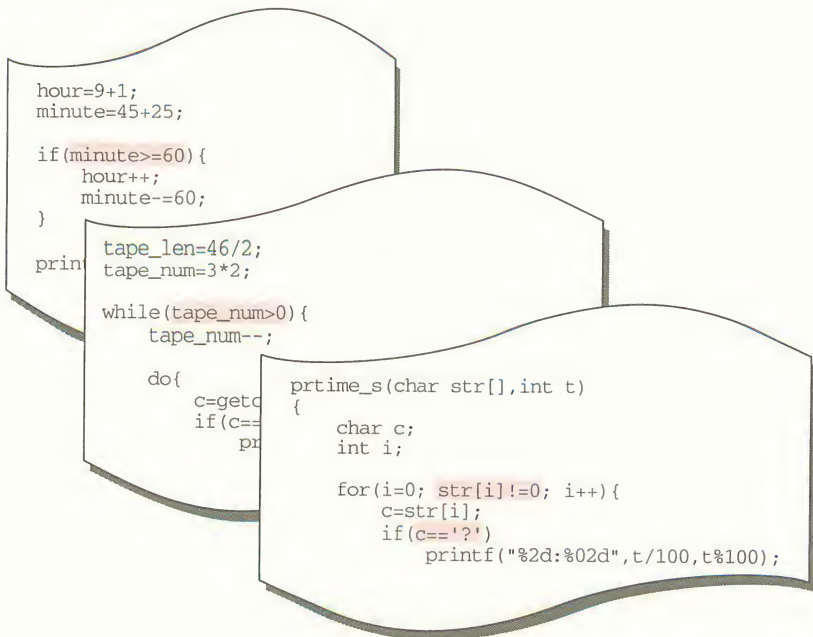 hour=9+1;
minute=45+25;
if(minute>=60){
hour++;
minute-=60;
}
tape_len=46/2;
tape_num=3*2;
while(tape_num>0){
tape_num--;
do{
prtime_s(char str[],int t)
{
char c;
int i;
for(i=0; str[i]!=0; i++){
c=str[i];
if(c=='?')
printf("%2d:%02d",t/100,t%100);